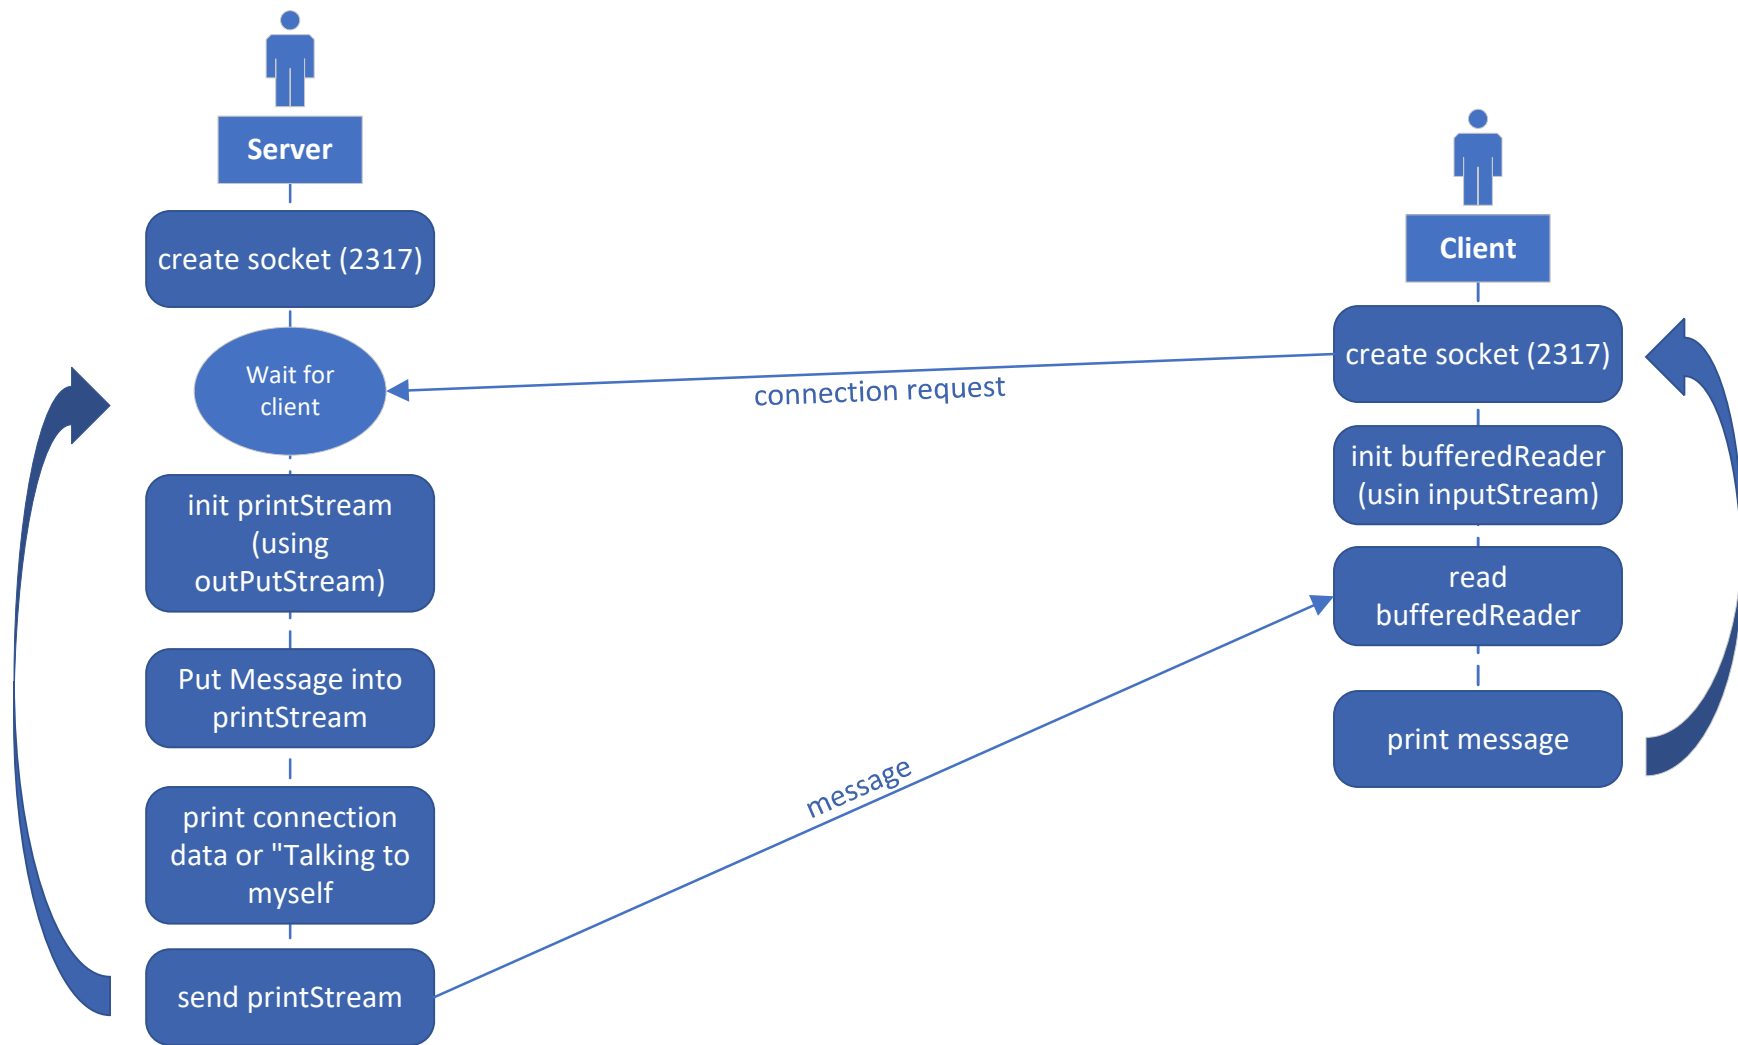 Server
create socket (2317)
Wait for
client
init printStream
(using
outPutStream)
Put Message into
printStream
print connection
data or "Talking to
myself
send printStream
connection request
message
Client
create socket (2317)
init bufferedReader
(usin inputStream)
read
bufferedReader
print message